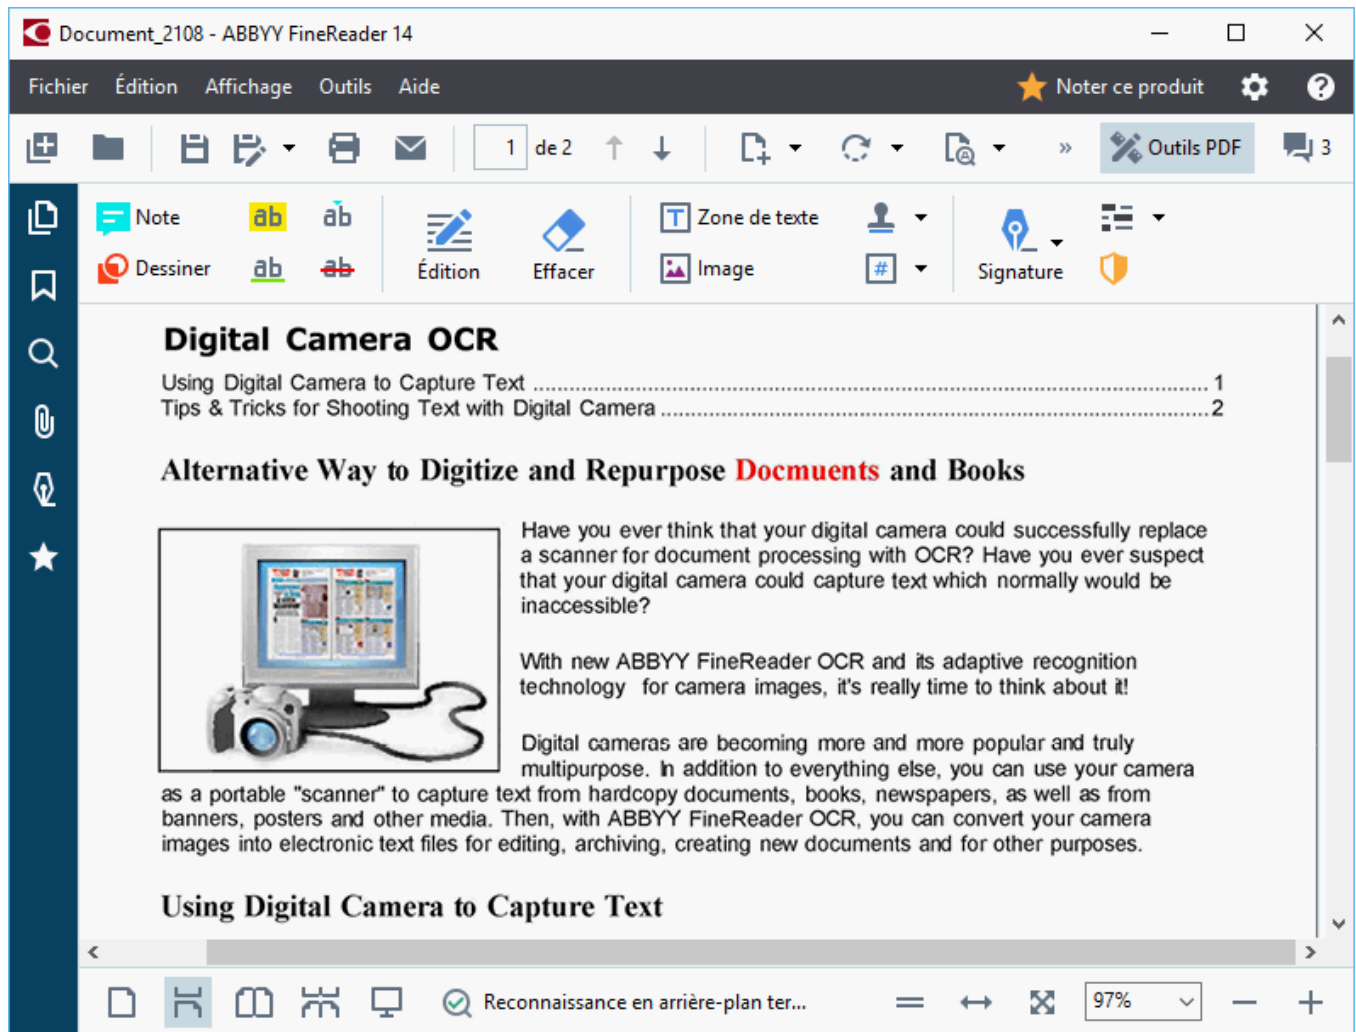 Document_2108 - ABBYY FineReader 14
Fichier Édition Affichage Outils Aide Noter ce produit
1 de 2 » Outils PDF 3
Note ab ab Zone de texte
Dessiner ab ab Édition Effacer Image # Signature
Digital Camera OCR
Using Digital Camera to Capture Text ........................................................................................................................ 1
Tips & Tricks for Shooting Text with Digital Camera ................................................................................................ 2
Alternative Way to Digitize and Repurpose Docmuents and Books
Have you ever think that your digital camera could successfully replace
a scanner for document processing with OCR? Have you ever suspect
that your digital camera could capture text which normally would be
inaccessible?
With new ABBYY FineReader OCR and its adaptive recognition
technology for camera images, it's really time to think about it!
Digital cameras are becoming more and more popular and truly
multipurpose. In addition to everything else, you can use your camera
as a portable "scanner" to capture text from hardcopy documents, books, newspapers, as well as from
banners, posters and other media. Then, with ABBYY FineReader OCR, you can convert your camera
images into electronic text files for editing, archiving, creating new documents and for other purposes.
Using Digital Camera to Capture Text
Reconnaissance en arrière-plan ter... 97%